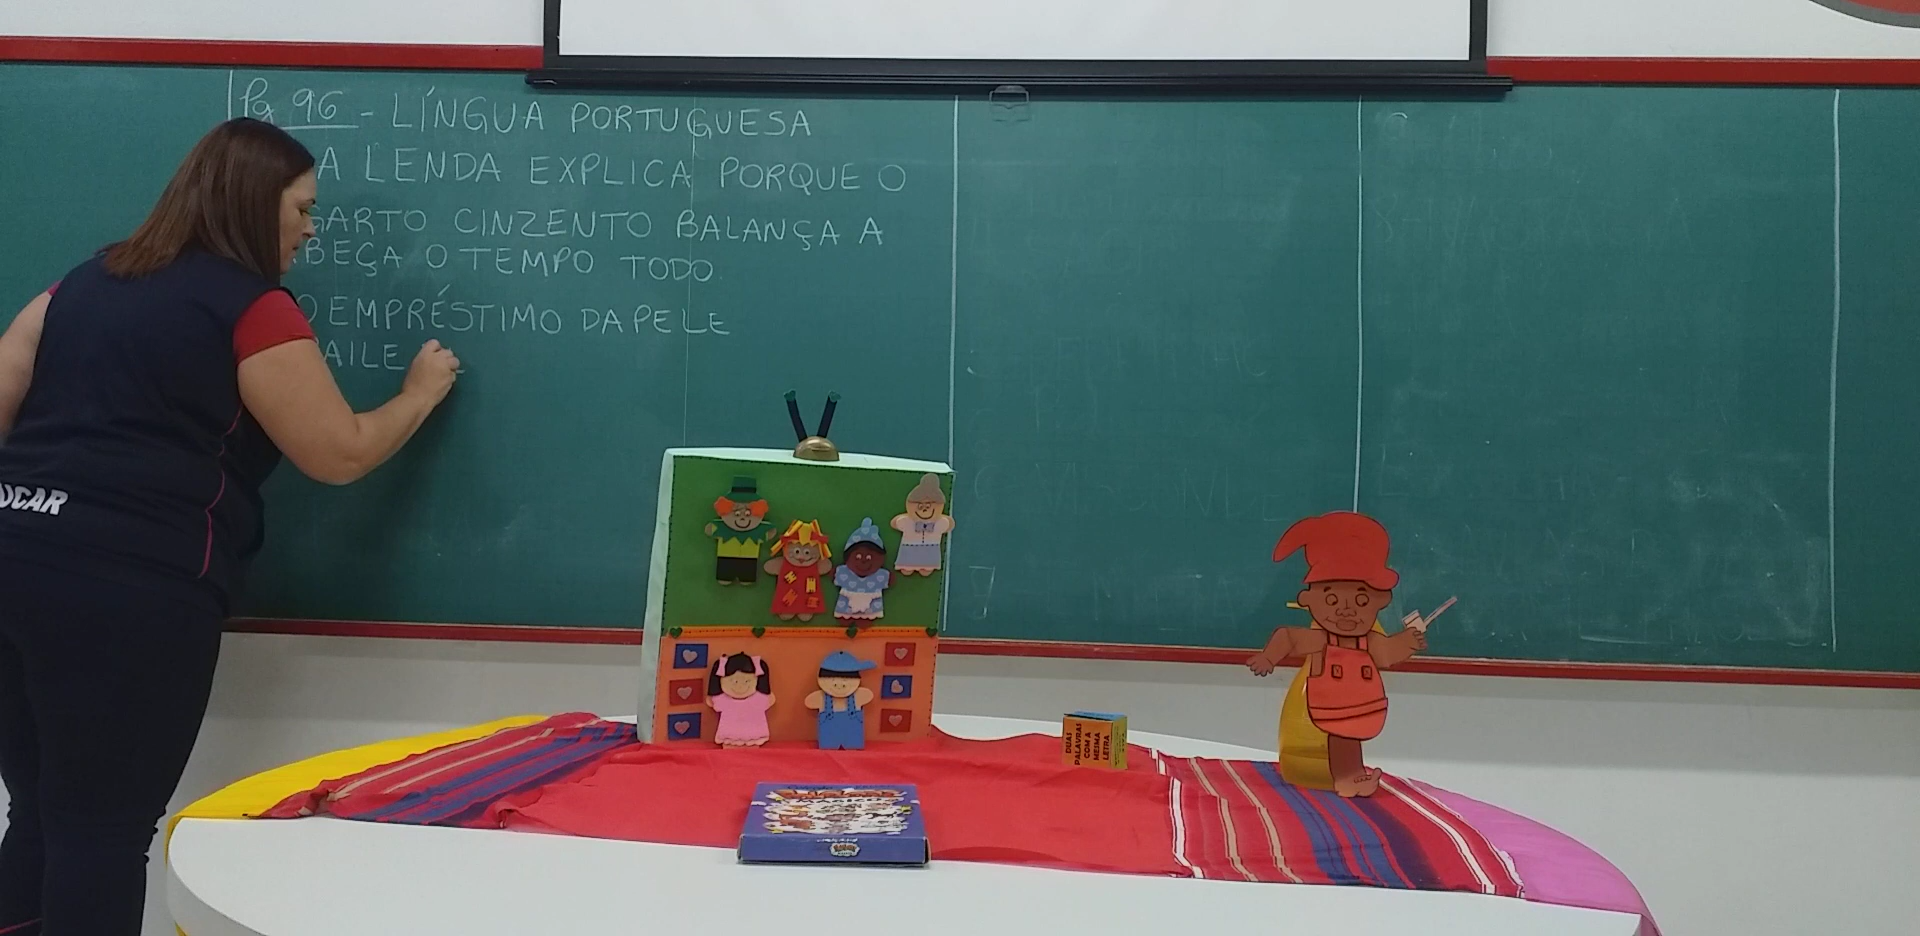 Pg 96 - LÍNGUA PORTUGUESA
A LENDA EXPLICA PORQUE O
GARTO CINZENTO BALANÇA A
BEÇA O TEMPO TODO.
O EMPRÉSTIMO DA PELE
AILE
UCAR
DUAS
PALAVRAS
COM A
MESMA
LETRA